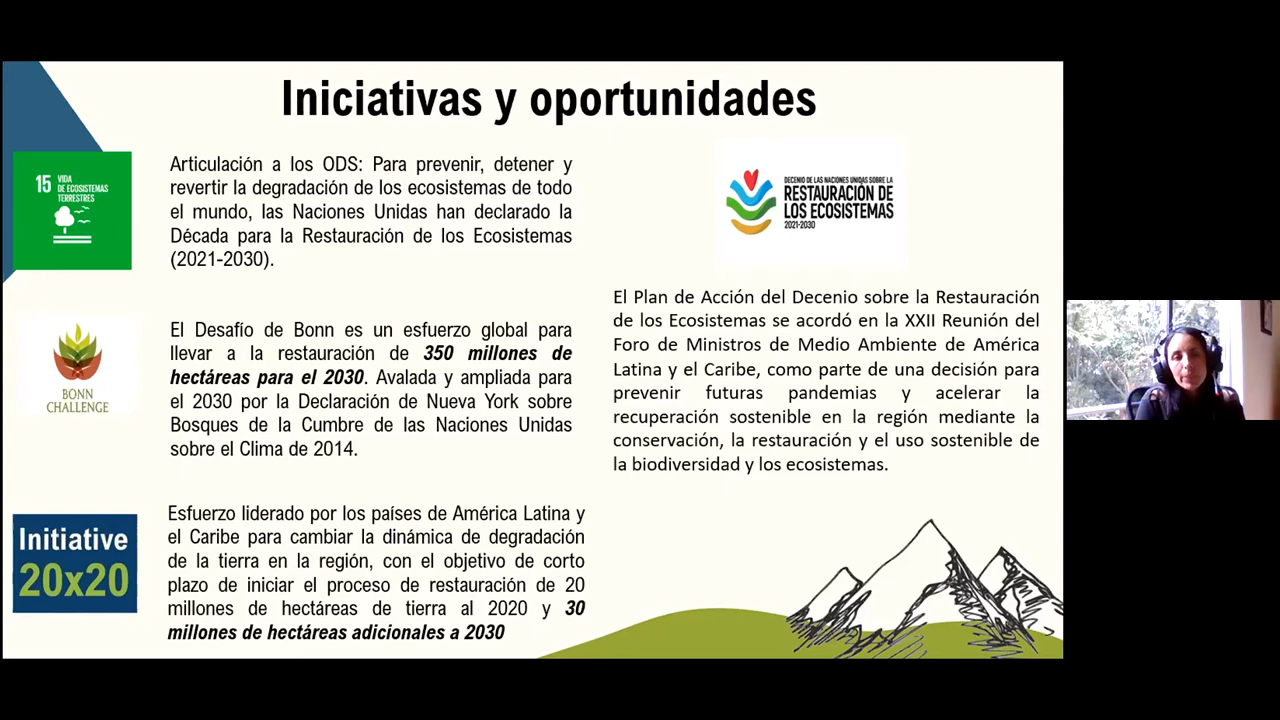 Iniciativas y oportunidades
15 VIDA
DE ECOSISTEMAS
TERRESTRES
Articulación a los ODS: Para prevenir, detener y
revertir la degradación de los ecosistemas de todo
el mundo, las Naciones Unidas han declarado la
Década para la Restauración de los Ecosistemas
(2021-2030).
BONN
CHALLENGE
El Desafío de Bonn es un esfuerzo global para
llevar a la restauración de 350 millones de
hectáreas para el 2030. Avalada y ampliada para
el 2030 por la Declaración de Nueva York sobre
Bosques de la Cumbre de las Naciones Unidas
sobre el Clima de 2014.
Initiative
20x20
Esfuerzo liderado por los países de América Latina y
el Caribe para cambiar la dinámica de degradación
de la tierra en la región, con el objetivo de corto
plazo de iniciar el proceso de restauración de 20
millones de hectáreas de tierra al 2020 y 30
millones de hectáreas adicionales a 2030
DECENIO DE LAS NACIONES UNIDAS SOBRE LA
RESTAURACIÓN DE
LOS ECOSISTEMAS
2021-2030
El Plan de Acción del Decenio sobre la Restauración
de los Ecosistemas se acordó en la XXII Reunión del
Foro de Ministros de Medio Ambiente de América
Latina y el Caribe, como parte de una decisión para
prevenir futuras pandemias y acelerar la
recuperación sostenible en la región mediante la
conservación, la restauración y el uso sostenible de
la biodiversidad y los ecosistemas.